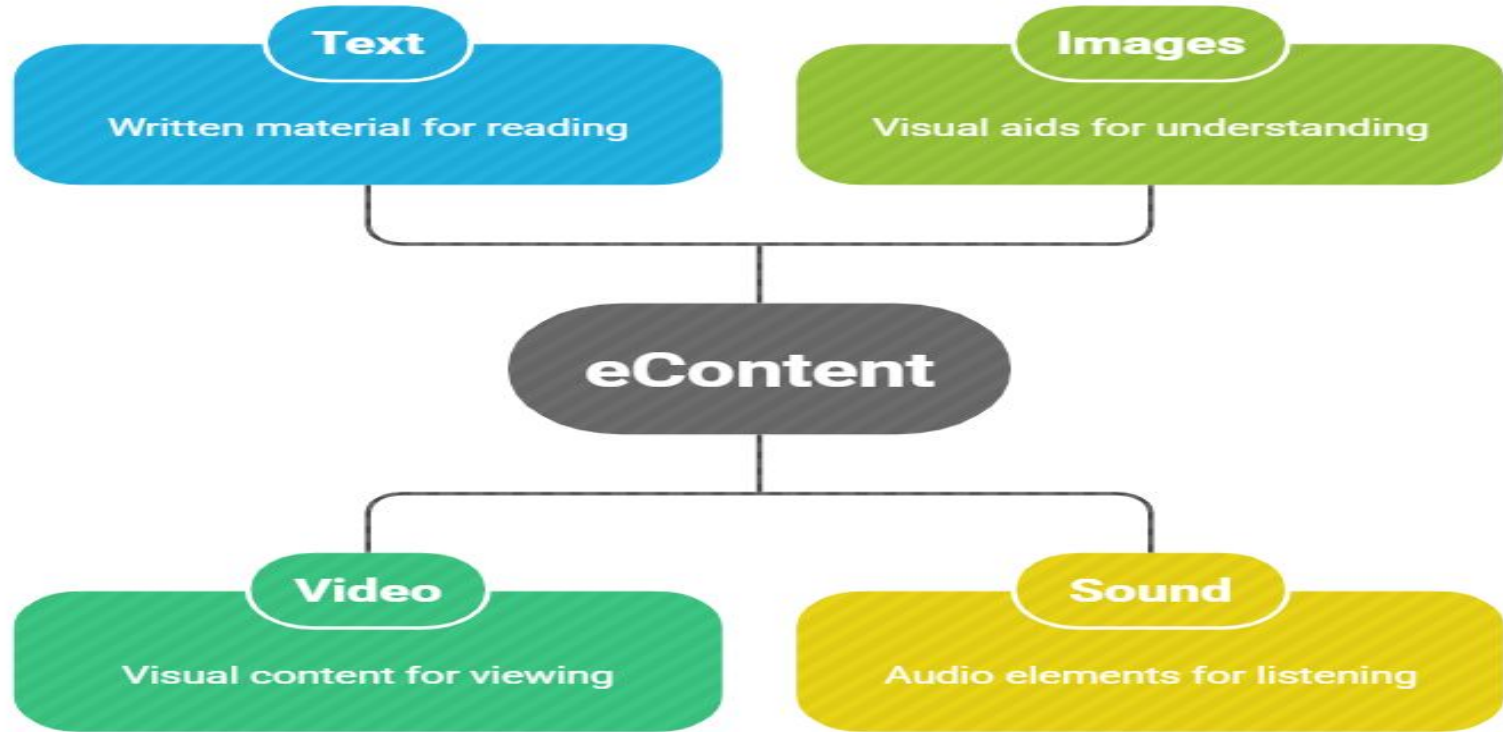 Text
Written material for reading
Images
Visual aids for understanding
eContent
Video
Visual content for viewing
Sound
Audio elements for listening